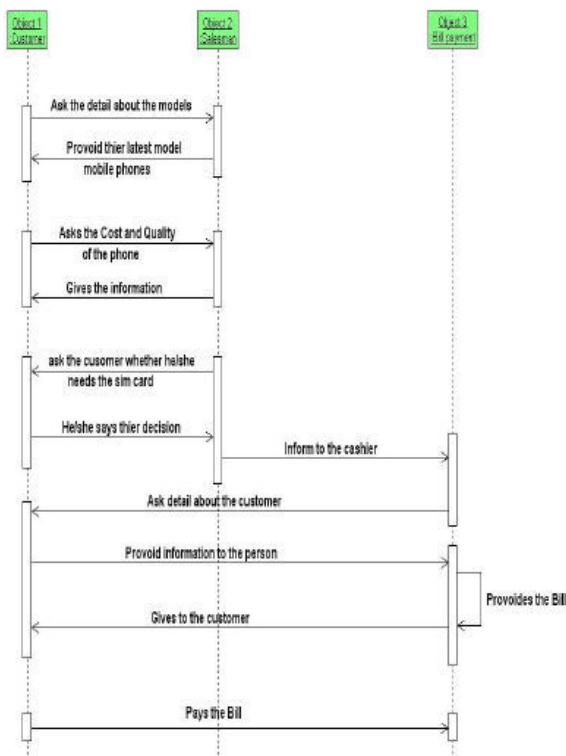 Object 1
:Customer
Object 2
:Salesman
Object 3
:Bill payment
Ask the detail about the models
Provoid thier latest model
mobile phones
Asks the Cost and Quality
of the phone
Gives the information
ask the cusomer whether he/she
needs the sim card
He/she says thier decision
Inform to the cashier
Ask detail about the customer
Provoid information to the person
Provoides the Bill
Gives to the customer
Pays the Bill